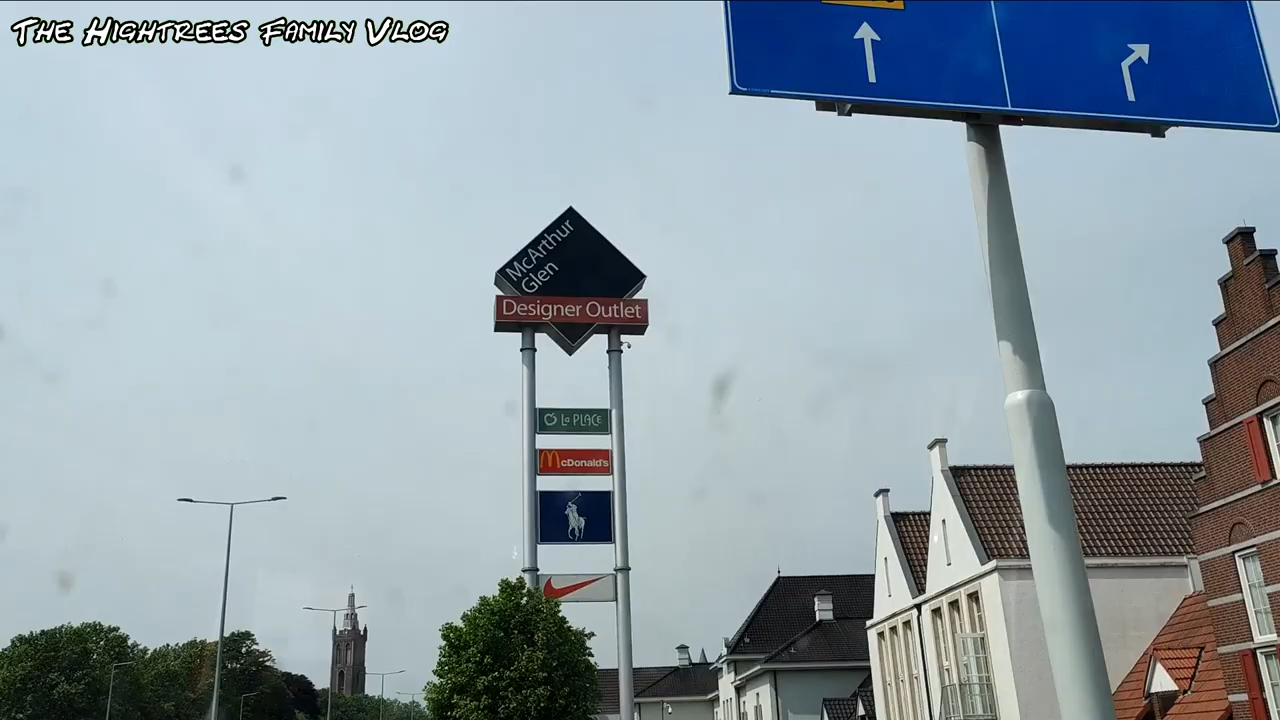 The Hightrees Family Vlog
McArthur
Glen
Designer Outlet
La PLACE
McDonald's